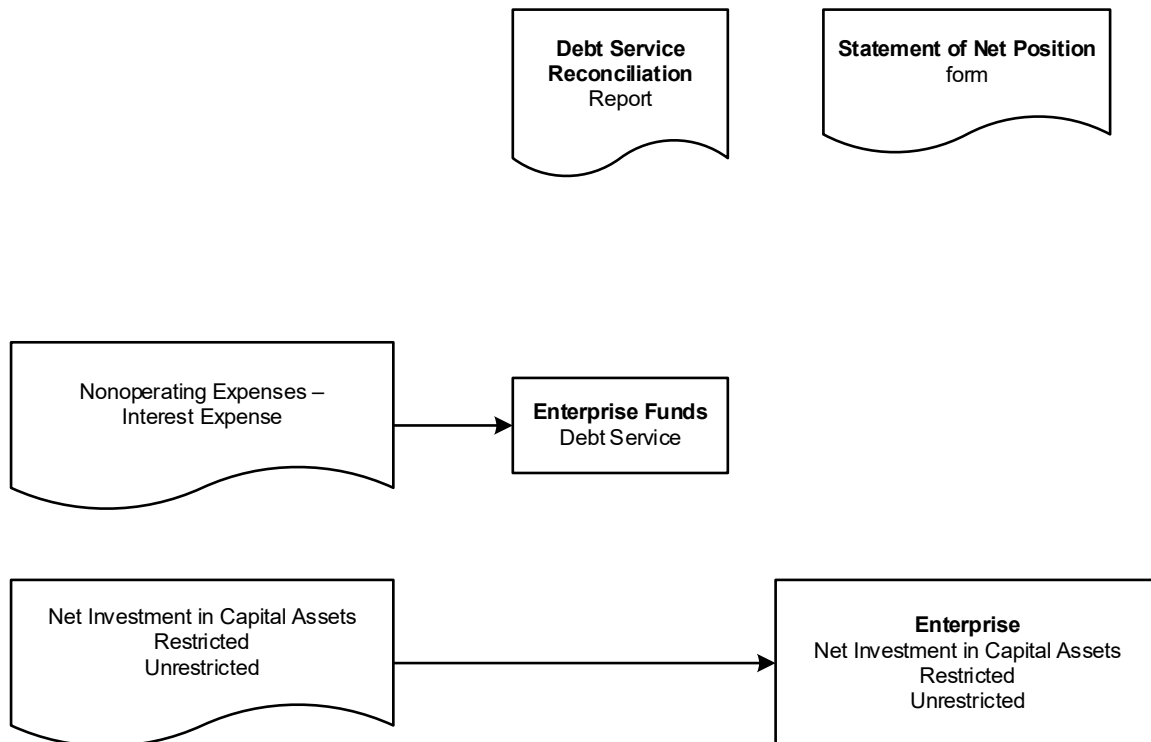 Debt Service
Reconciliation
Report
Statement of Net Position
form
Nonoperating Expenses –
Interest Expense
Enterprise Funds
Debt Service
Net Investment in Capital Assets
Restricted
Unrestricted
Enterprise
Net Investment in Capital Assets
Restricted
Unrestricted